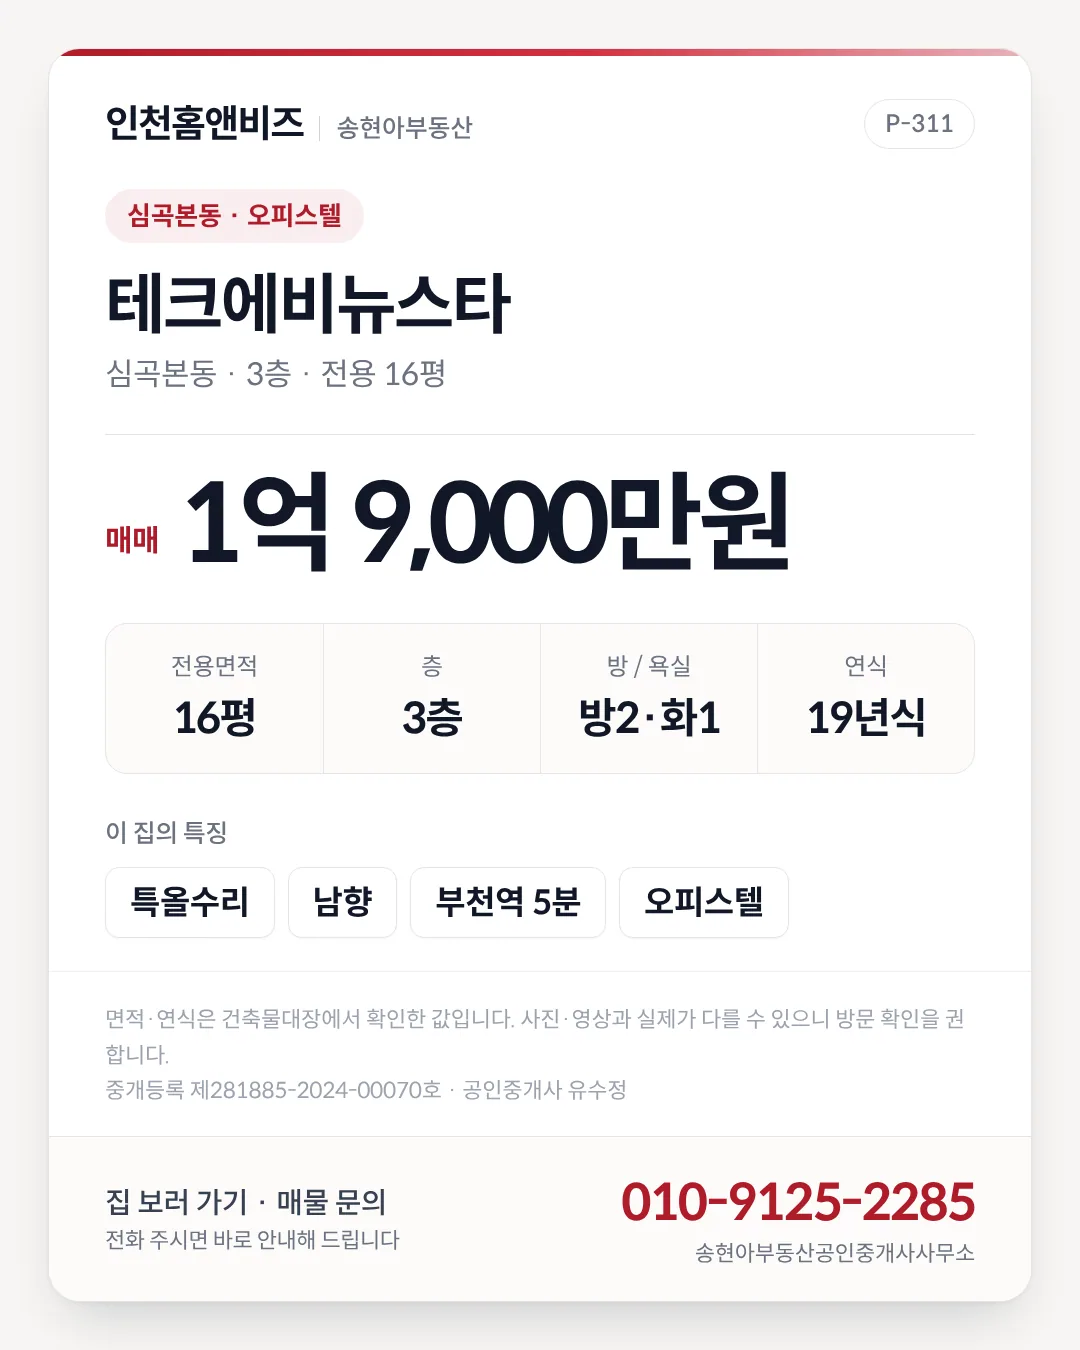 인천홈앤비즈 | 송현아부동산
P-311
심곡본동 · 오피스텔
테크에비뉴스타
심곡본동 · 3층 · 전용 16평
매매 1억 9,000만원
전용면적 층 방 / 욕실 연식
16평 3층 방2·화1 19년식
이 집의 특징
특올수리 남향 부천역 5분 오피스텔
면적·연식은 건축물대장에서 확인한 값입니다. 사진·영상과 실제가 다를 수 있으니 방문 확인을 권
합니다.
중개등록 제281885-2024-00070호 · 공인중개사 유수정
집 보러 가기 · 매물 문의
전화 주시면 바로 안내해 드립니다
010-9125-2285
송현아부동산공인중개사사무소